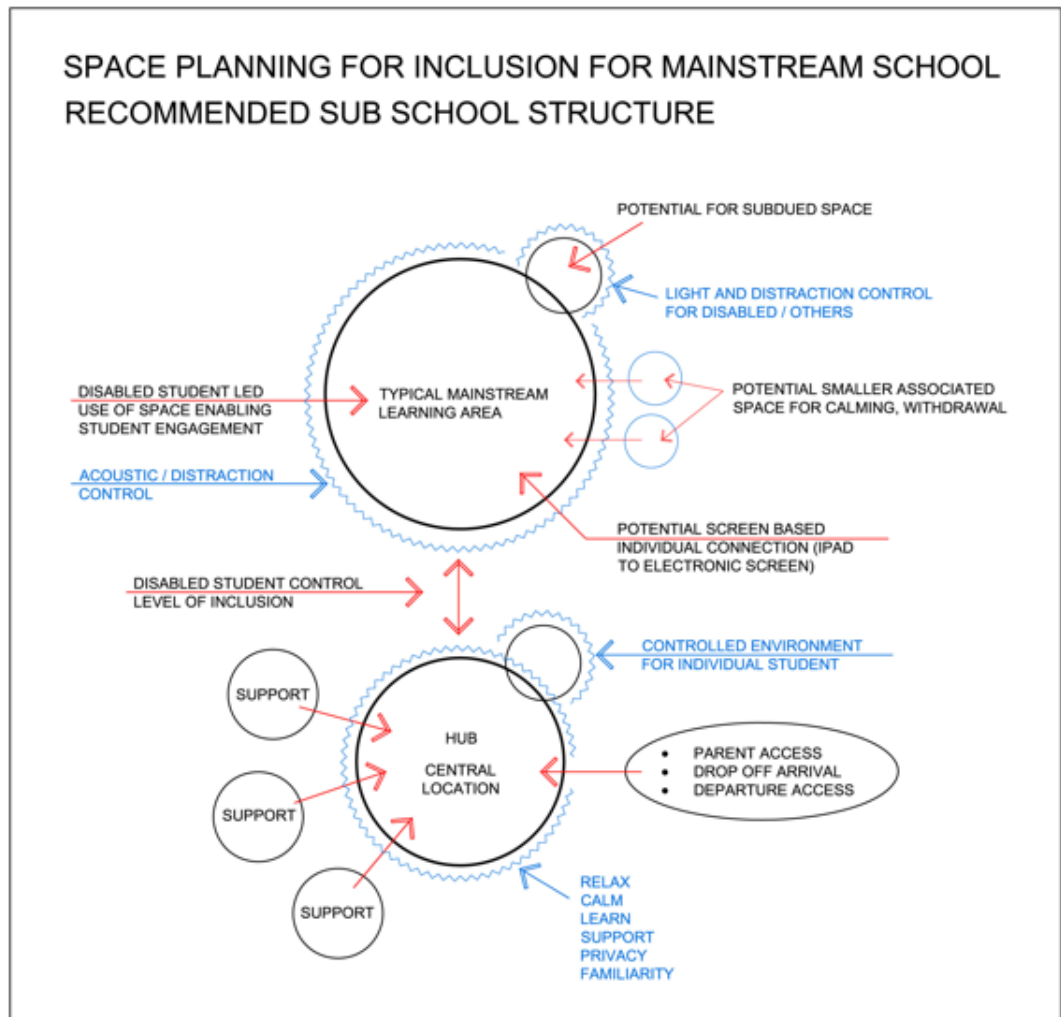 SPACE PLANNING FOR INCLUSION FOR MAINSTREAM SCHOOL
RECOMMENDED SUB SCHOOL STRUCTURE
POTENTIAL FOR SUBDUED SPACE
LIGHT AND DISTRACTION CONTROL
FOR DISABLED / OTHERS
DISABLED STUDENT LED
USE OF SPACE ENABLING
STUDENT ENGAGEMENT
TYPICAL MAINSTREAM
LEARNING AREA
POTENTIAL SMALLER ASSOCIATED
SPACE FOR CALMING, WITHDRAWAL
ACOUSTIC / DISTRACTION
CONTROL
POTENTIAL SCREEN BASED
INDIVIDUAL CONNECTION (IPAD
TO ELECTRONIC SCREEN)
DISABLED STUDENT CONTROL
LEVEL OF INCLUSION
CONTROLLED ENVIRONMENT
FOR INDIVIDUAL STUDENT
SUPPORT
HUB
CENTRAL
LOCATION
• PARENT ACCESS
• DROP OFF ARRIVAL
• DEPARTURE ACCESS
SUPPORT
SUPPORT
RELAX
CALM
LEARN
SUPPORT
PRIVACY
FAMILIARITY